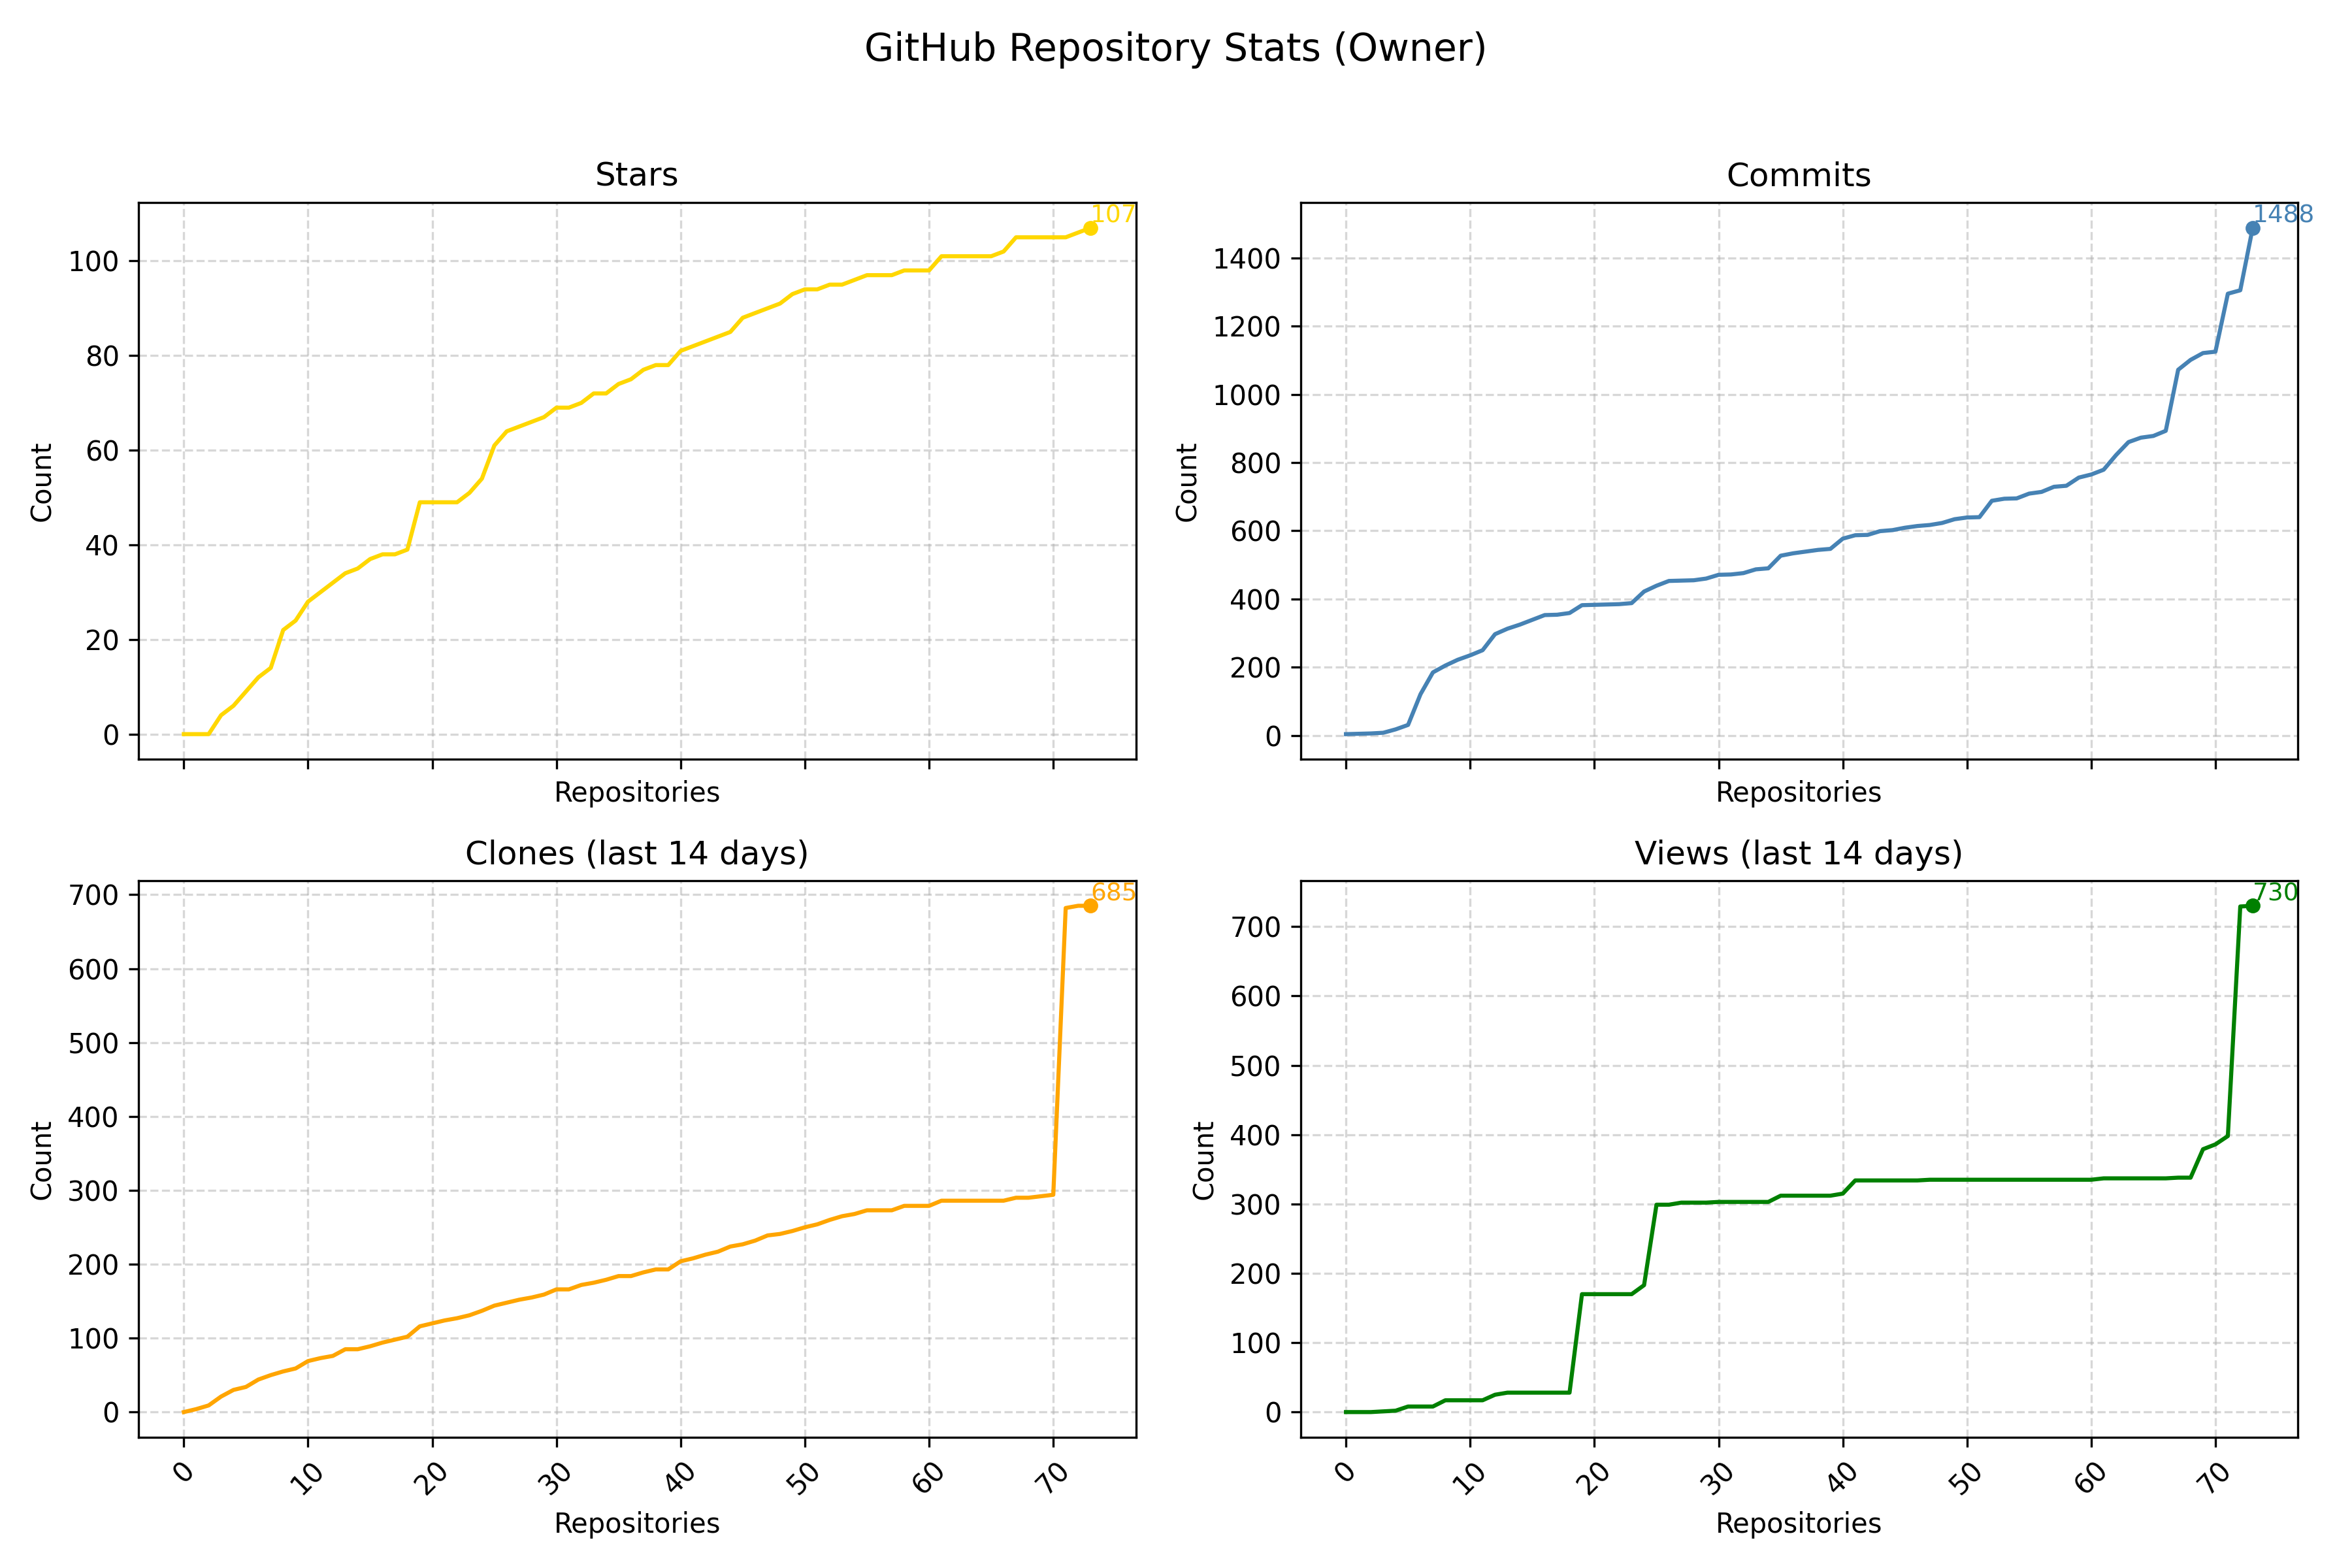 GitHub Repository Stats (Owner)
Stars
107
100
80
60
40
20
0
Count
Repositories
Commits
1488
1400
1200
1000
800
600
400
200
0
Count
Repositories
Clones (last 14 days)
685
700
600
500
400
300
200
100
0
Count
0 10 20 30 40 50 60 70
Repositories
Views (last 14 days)
730
700
600
500
400
300
200
100
0
Count
0 10 20 30 40 50 60 70
Repositories